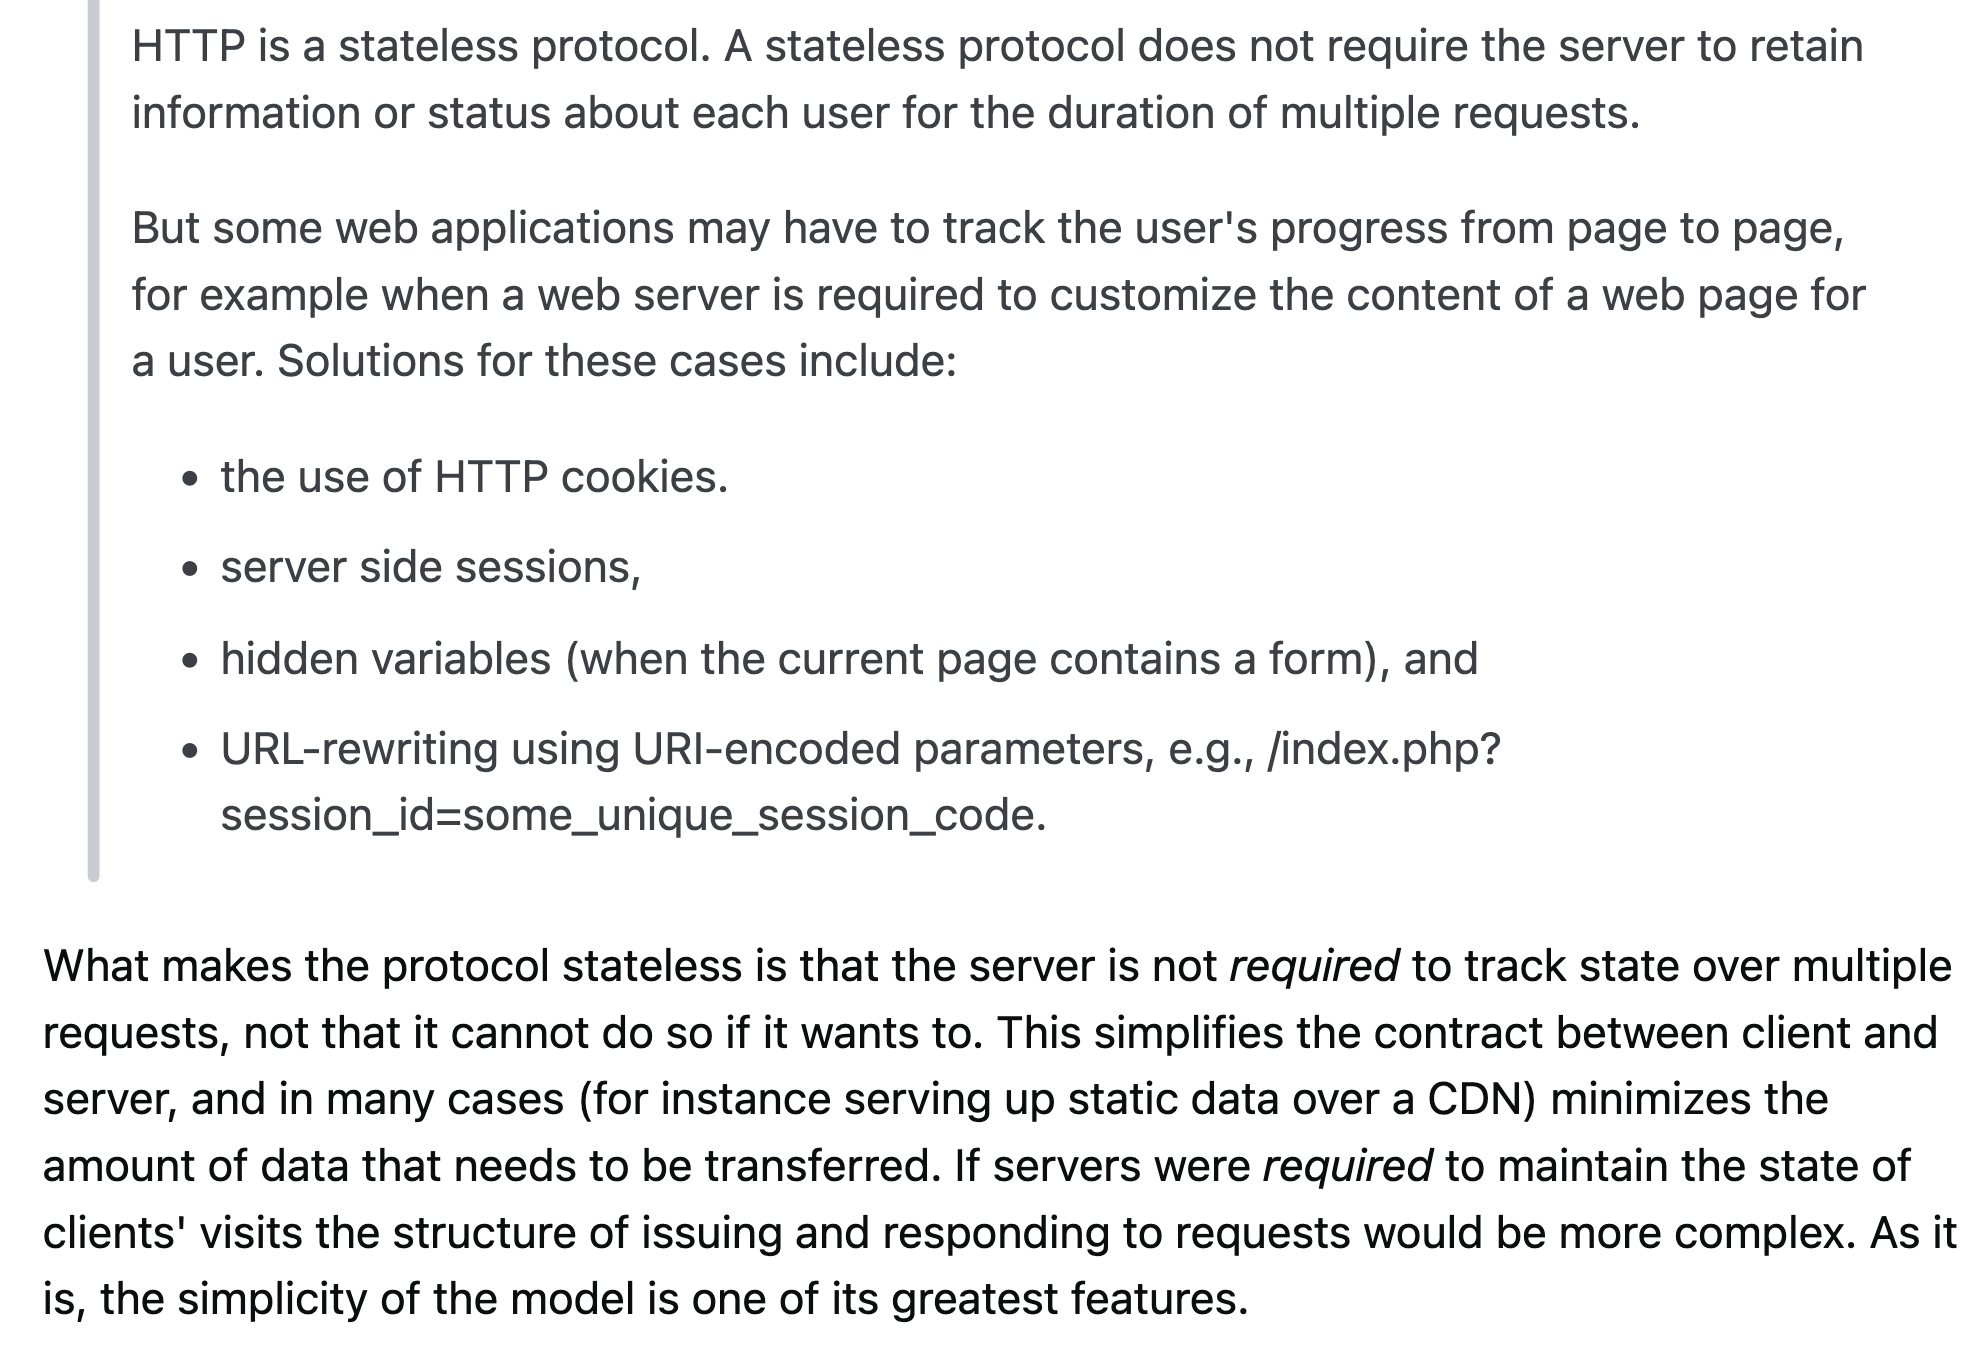 HTTP is a stateless protocol. A stateless protocol does not require the server to retain
information or status about each user for the duration of multiple requests.
But some web applications may have to track the user's progress from page to page,
for example when a web server is required to customize the content of a web page for
a user. Solutions for these cases include:
• the use of HTTP cookies.
• server side sessions,
• hidden variables (when the current page contains a form), and
• URL-rewriting using URI-encoded parameters, e.g., /index.php?
session_id=some_unique_session_code.
What makes the protocol stateless is that the server is not required to track state over multiple
requests, not that it cannot do so if it wants to. This simplifies the contract between client and
server, and in many cases (for instance serving up static data over a CDN) minimizes the
amount of data that needs to be transferred. If servers were required to maintain the state of
clients' visits the structure of issuing and responding to requests would be more complex. As it
is, the simplicity of the model is one of its greatest features.